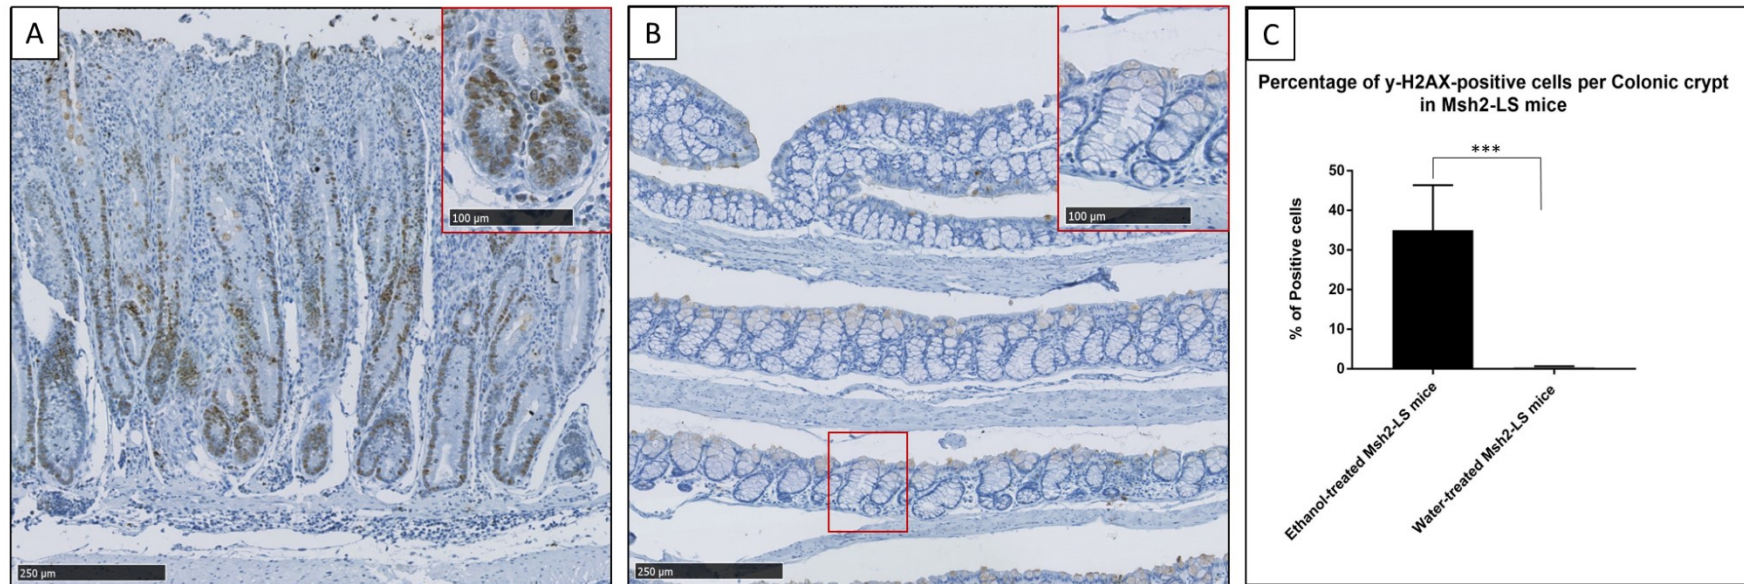 A
100 µm
250 µm
B
100 µm
250 µm
C
Percentage of y-H2AX-positive cells per Colonic crypt
in Msh2-LS mice
***
% of Positive cells
50
40
30
20
10
0
Ethanol-treated Msh2-LS mice
Water-treated Msh2-LS mice